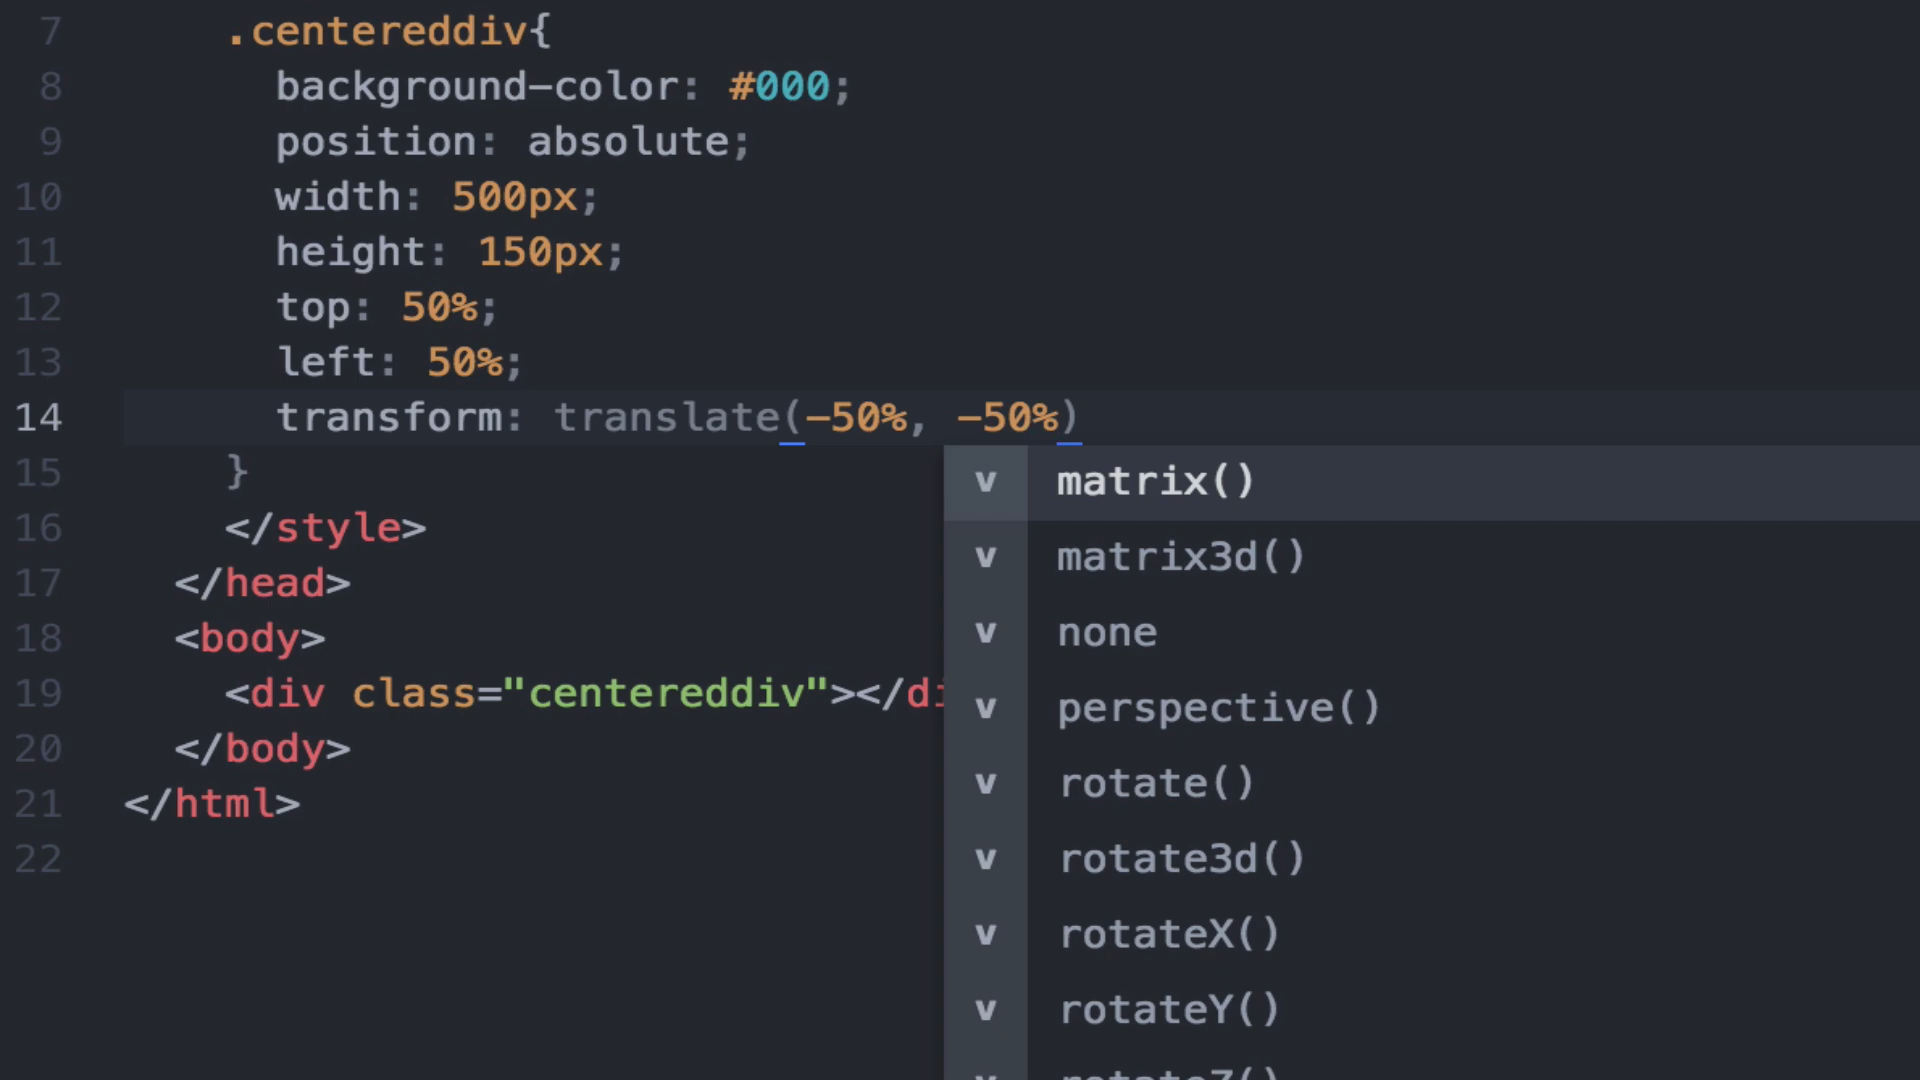 7 .centereddiv{
8 background-color: #000;
9 position: absolute;
10 width: 500px;
11 height: 150px;
12 top: 50%;
13 left: 50%;
14 transform: translate(-50%, -50%)
15 }
16 </style>
17 </head>
18 <body>
19 <div class="centereddiv"></di
20 </body>
21 </html>
22
v matrix()
v matrix3d()
v none
v perspective()
v rotate()
v rotate3d()
v rotateX()
v rotateY()
v rotateZ()